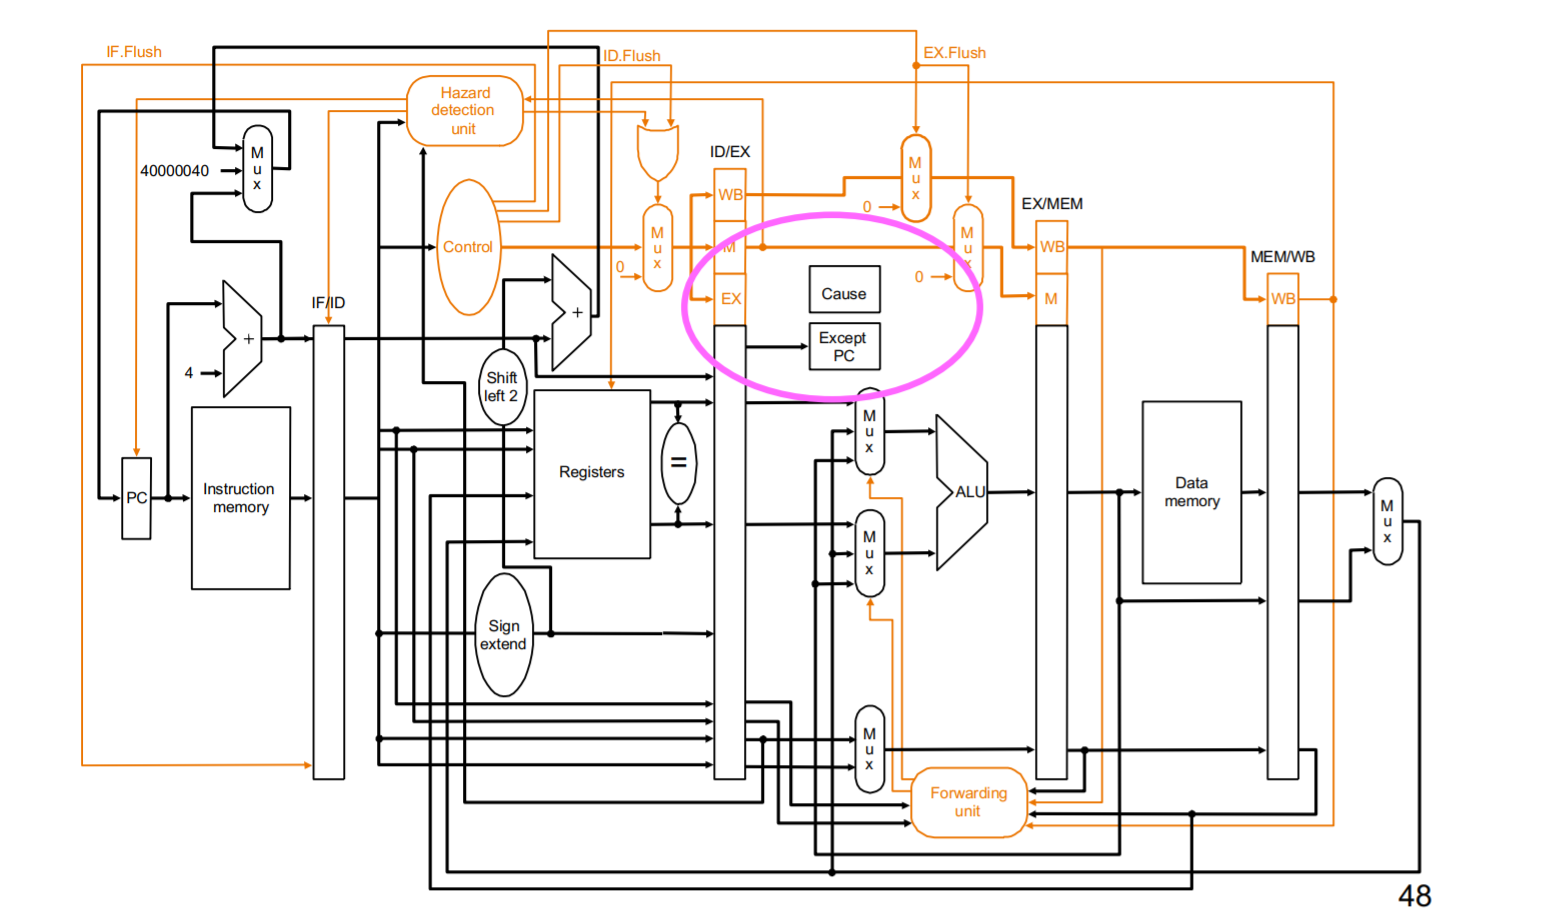 IF.Flush
ID.Flush
EX.Flush
Hazard
detection
unit
M
u
x
40000040
ID/EX
WB
M
u
x
0
EX/MEM
Control
M
u
x
0
M
M
u
x
0
WB
MEM/WB
EX
Cause
M
WB
IF/ID
+
+
Except
PC
4
Shift
left 2
M
u
x
Registers
=
PC
Instruction
memory
ALU
Data
memory
M
u
x
M
u
x
Sign
extend
M
u
x
Forwarding
unit
48